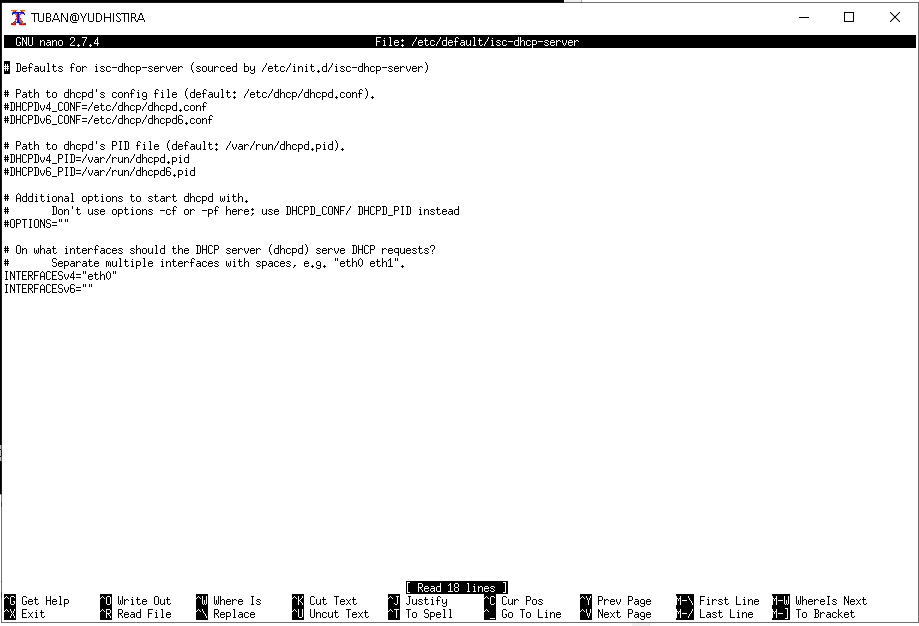 TUBAN@YUDHISTIRA
GNU nano 2.7.4 File: /etc/default/isc-dhcp-server
# Defaults for isc-dhcp-server (sourced by /etc/init.d/isc-dhcp-server)
# Path to dhcpd's config file (default: /etc/dhcp/dhcpd.conf).
#DHCPDv4_CONF=/etc/dhcp/dhcpd.conf
#DHCPDv6_CONF=/etc/dhcp/dhcpd6.conf
# Path to dhcpd's PID file (default: /var/run/dhcpd.pid).
#DHCPDv4_PID=/var/run/dhcpd.pid
#DHCPDv6_PID=/var/run/dhcpd6.pid
# Additional options to start dhcpd with.
# Don't use options -cf or -pf here; use DHCPD_CONF/ DHCPD_PID instead
#OPTIONS=""
# On what interfaces should the DHCP server (dhcpd) serve DHCP requests?
# Separate multiple interfaces with spaces, e.g. "eth0 eth1".
INTERFACESv4="eth0"
INTERFACESv6=""
[ Read 18 lines ]
^G Get Help ^O Write Out ^W Where Is ^K Cut Text ^J Justify ^C Cur Pos ^Y Prev Page M-\ First Line M-W WhereIs Next
^X Exit ^R Read File ^\ Replace ^U Uncut Text ^T To Spell ^_ Go To Line ^V Next Page M-/ Last Line M-] To Bracket